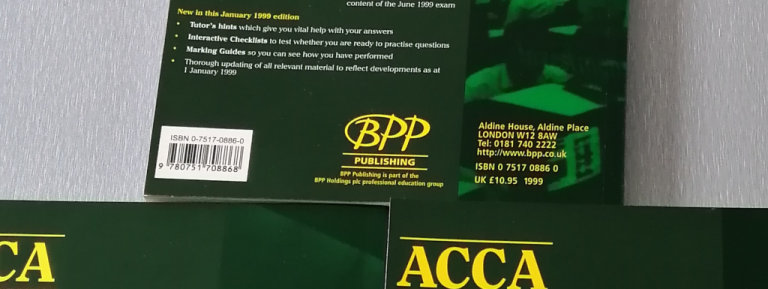 content of the June 1999 exam
New in this January 1999 edition
• Tutor's hints which give you vital help with your answers
• Interactive Checklists to test whether you are ready to practise questions
• Marking Guides so you can see how you have performed
• Thorough updating of all relevant material to reflect developments as at
1 January 1999
ISBN 0-7517-0886-0
9 780751 708868
BPP
PUBLISHING
BPP Publishing is part of the
BPP Holdings plc professional education group
Aldine House, Aldine Place
LONDON W12 8AW
Tel: 0181 740 2222
http://www.bpp.co.uk
ISBN 0 7517 0886 0
UK £10.95 1999
CA
ACCA